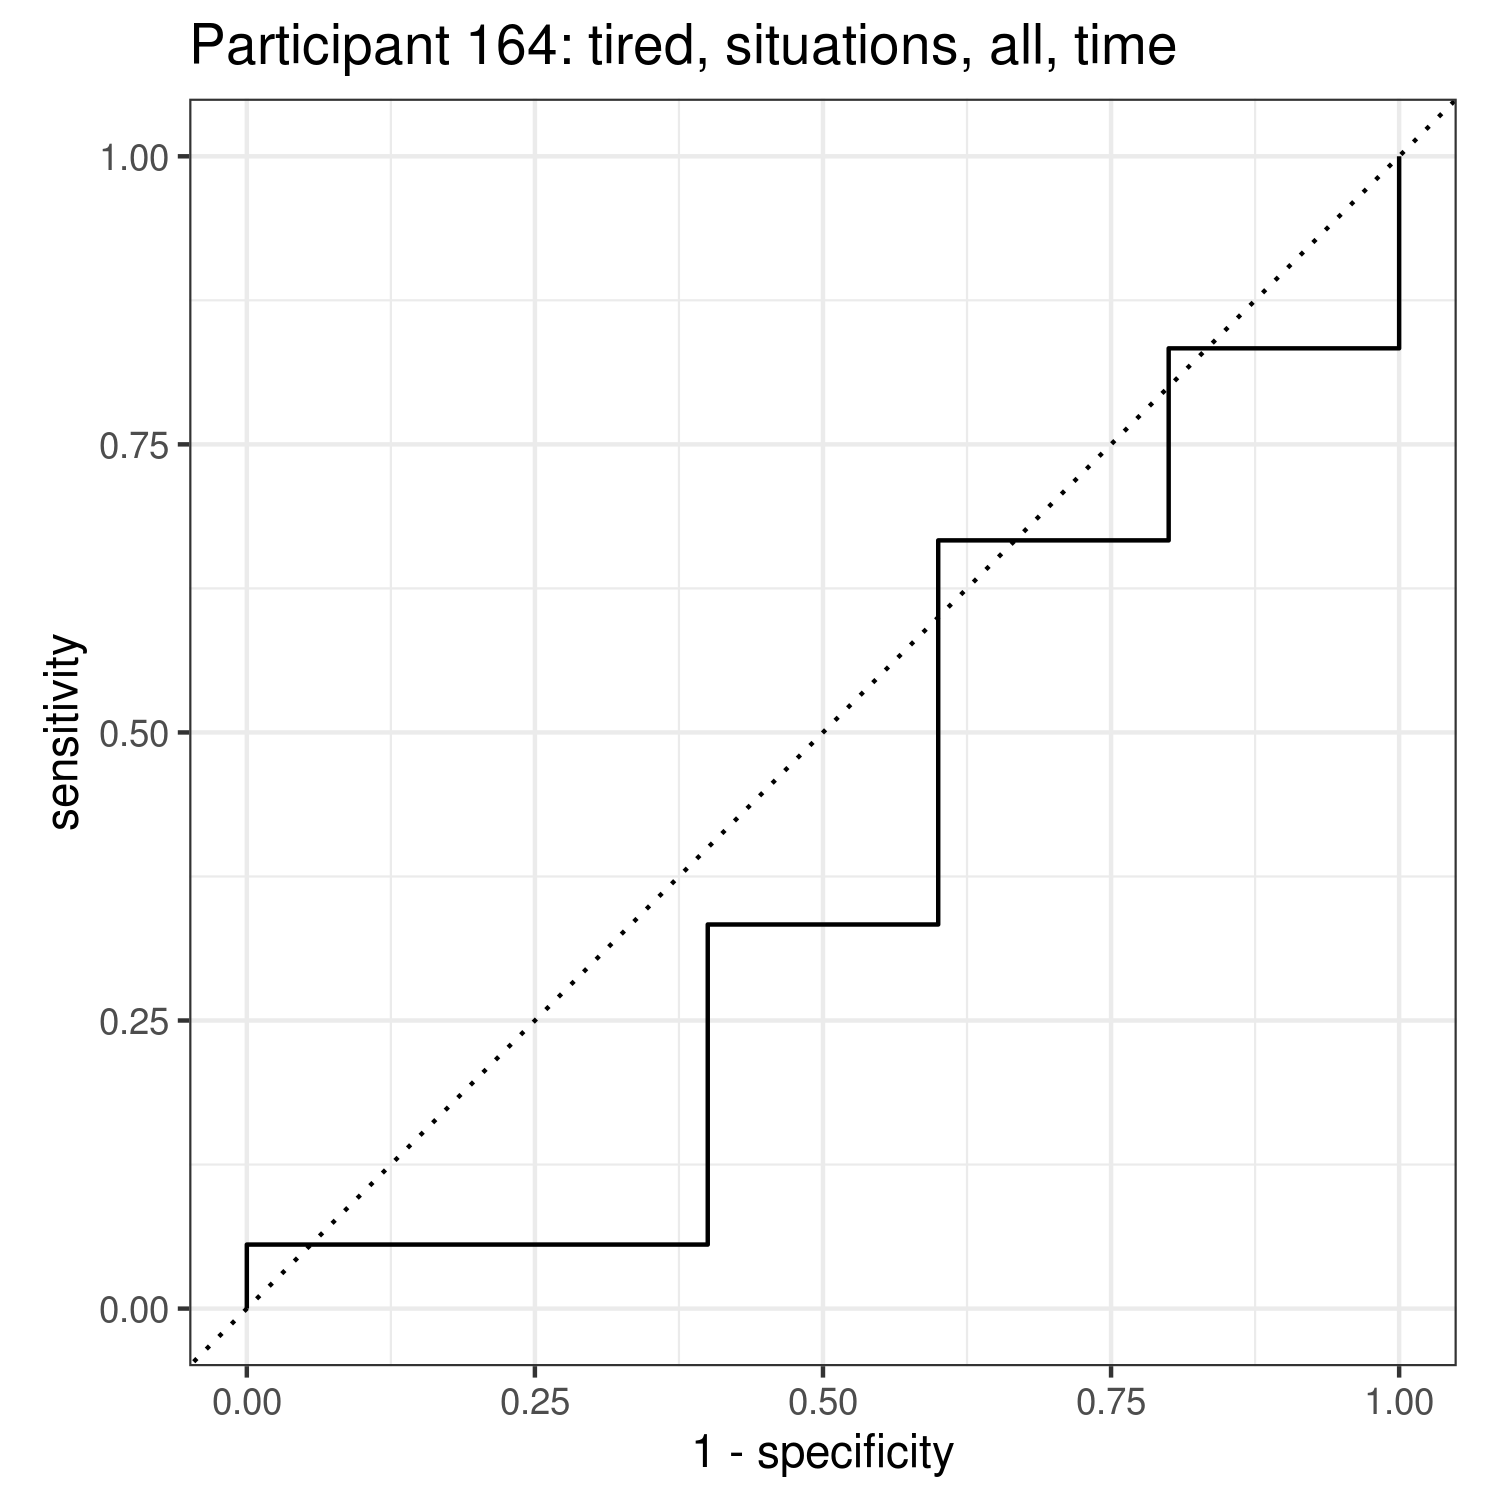 Participant 164: tired, situations, all, time
1.00
0.75
0.50
0.25
0.00
sensitivity
0.00 0.25 0.50 0.75 1.00
1 - specificity